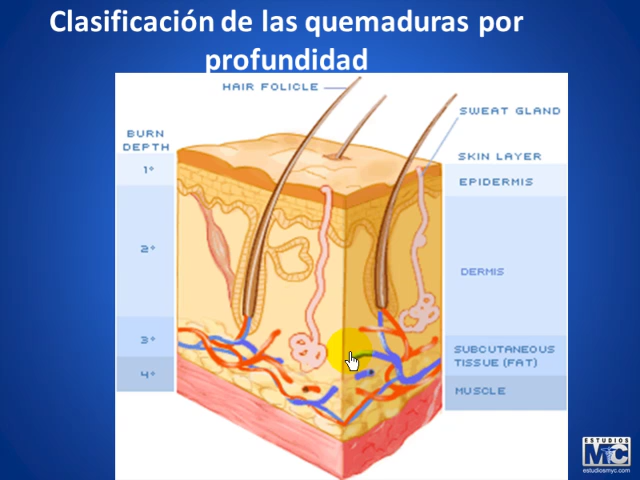 Clasificación de las quemaduras por
profundidad
HAIR FOLICLE
SWEAT GLAND
BURN
DEPTH
SKIN LAYER
1°
EPIDERMIS
2°
DERMIS
3°
SUBCUTANEOUS
TISSUE (FAT)
4°
MUSCLE
ESTUDIOS
MC
estudiosmyc.com